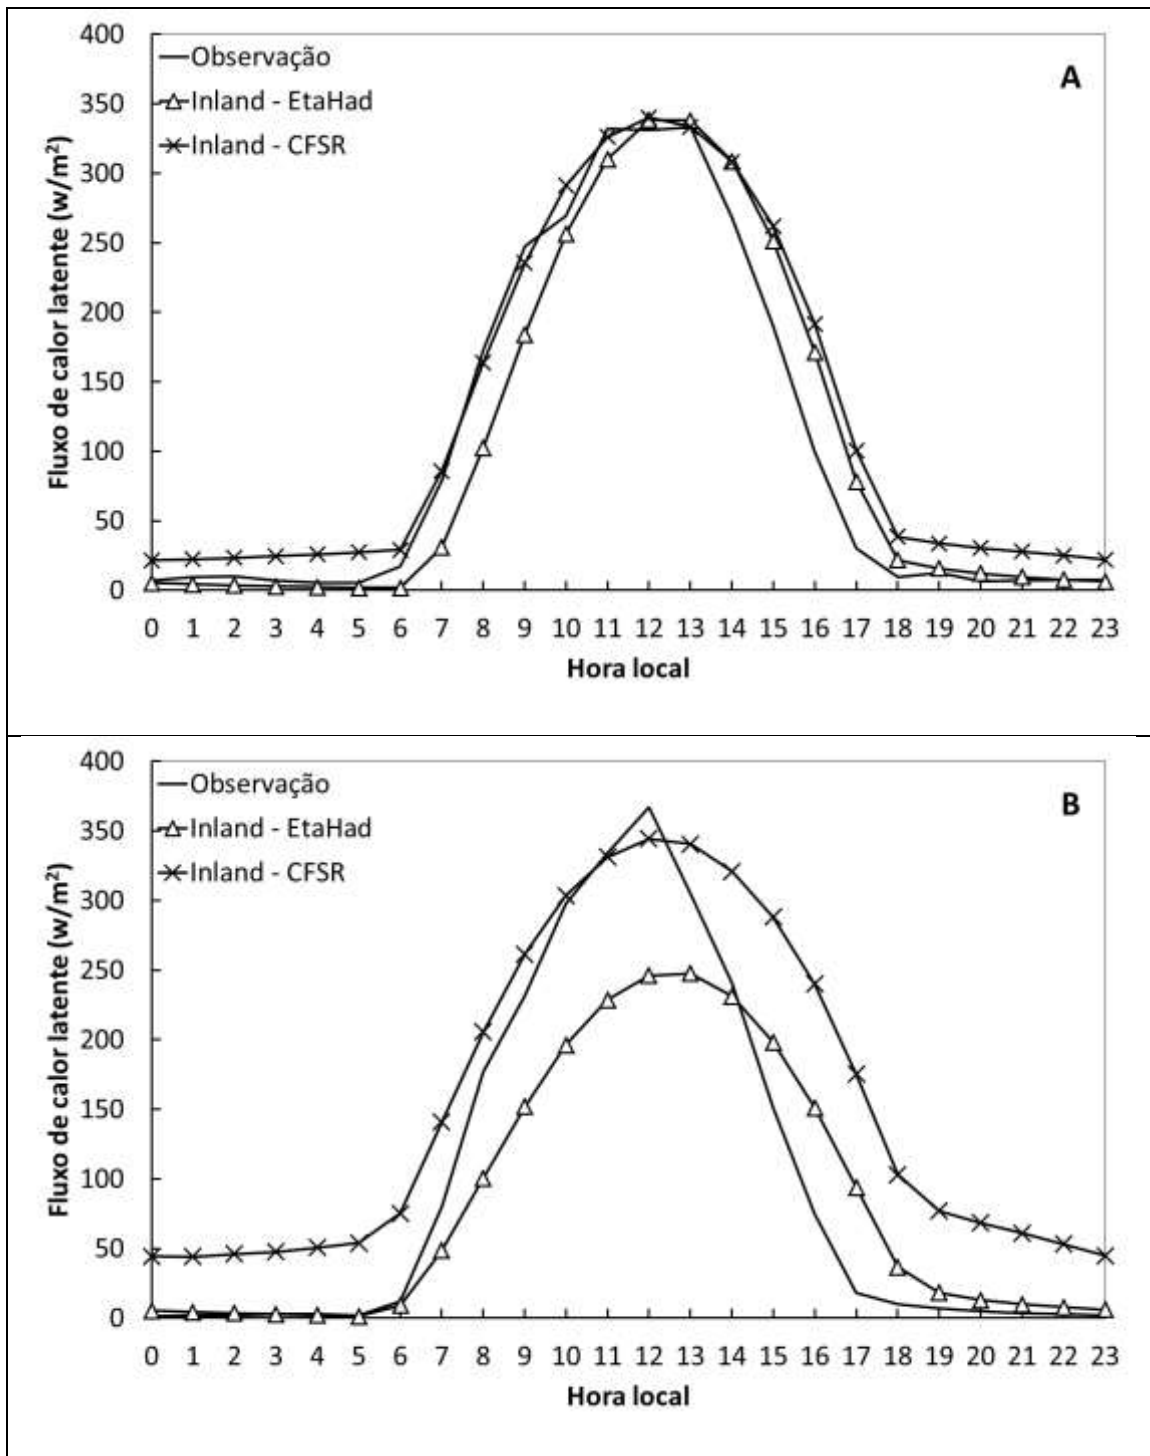 400
350
300
250
200
150
100
50
0
Fluxo de calor latente (w/m²)
Observação
Inland - EtaHad
Inland - CFSR
A
0 1 2 3 4 5 6 7 8 9 10 11 12 13 14 15 16 17 18 19 20 21 22 23
Hora local
400
350
300
250
200
150
100
50
0
Fluxo de calor latente (w/m²)
Observação
Inland - EtaHad
Inland - CFSR
B
0 1 2 3 4 5 6 7 8 9 10 11 12 13 14 15 16 17 18 19 20 21 22 23
Hora local